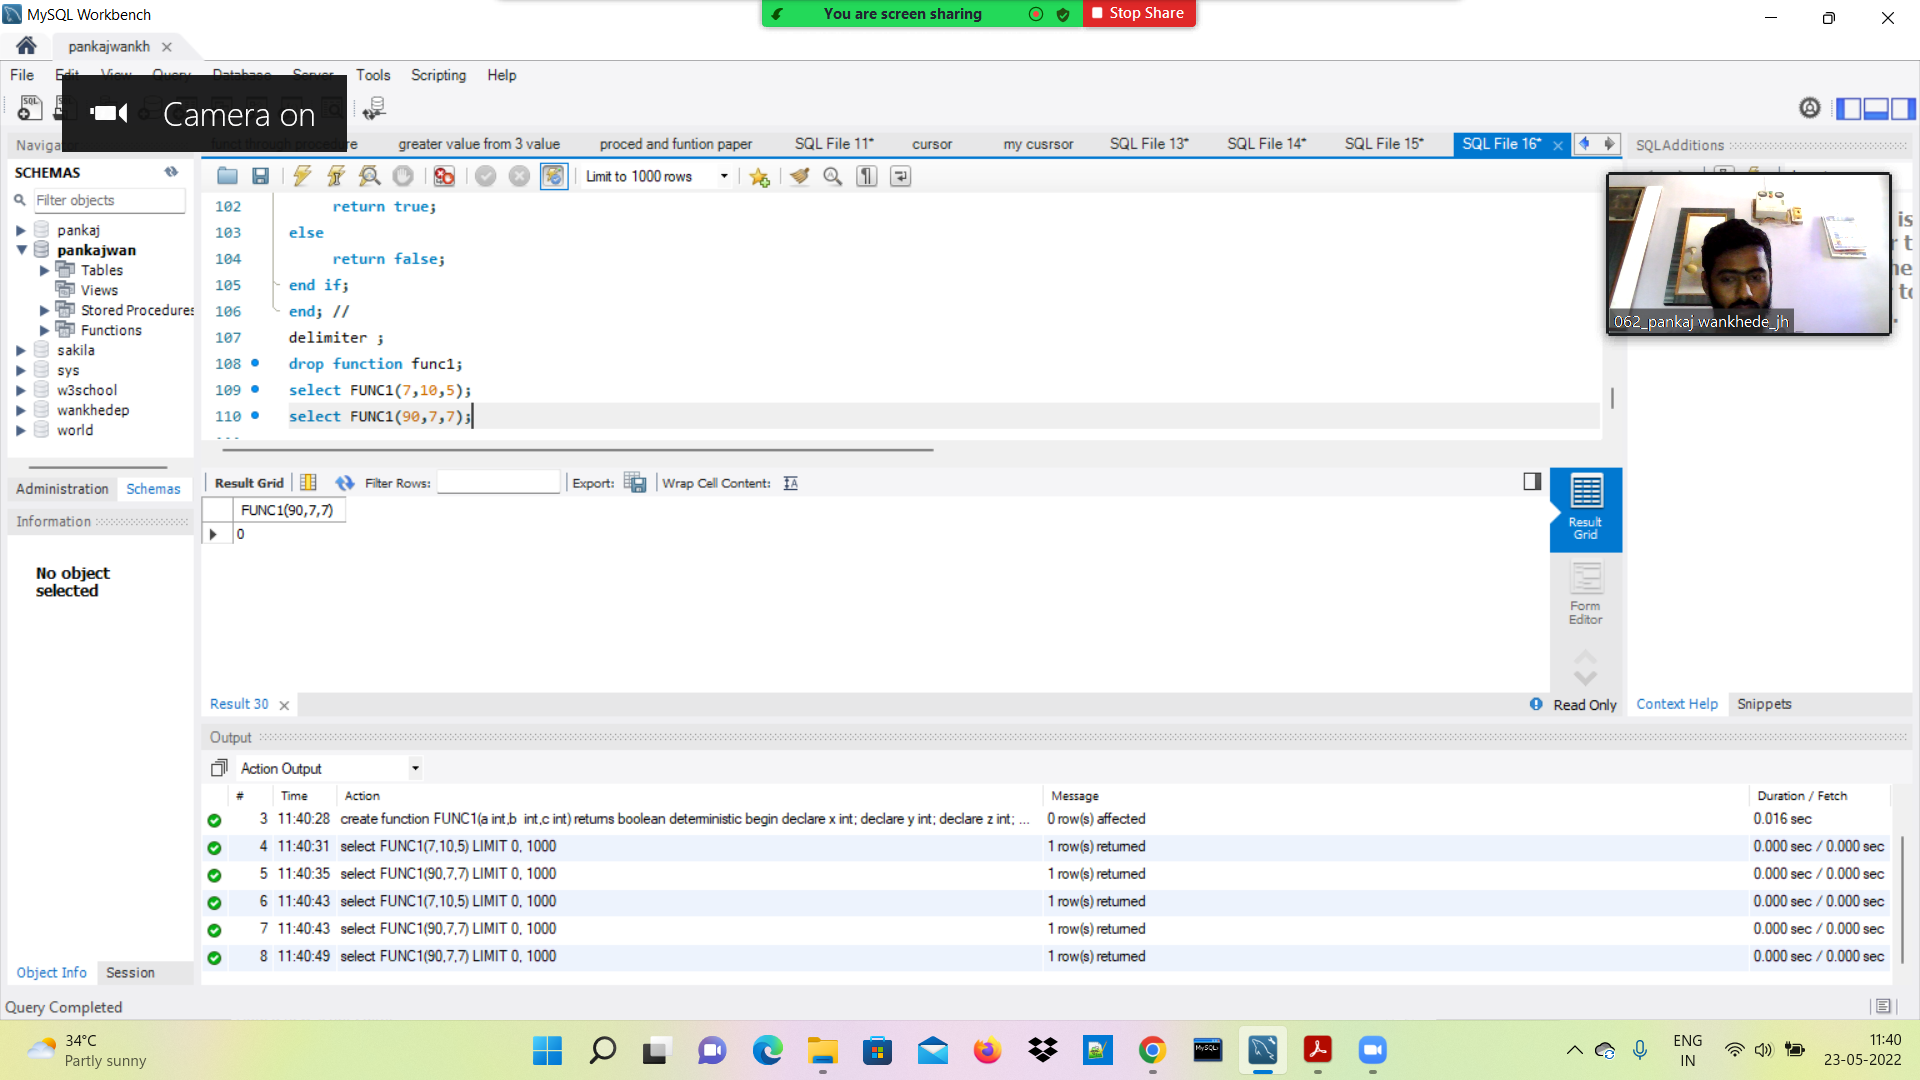 MySQL Workbench
You are screen sharing
Stop Share
pankajwankh
File Edit View Query Database Server Tools Scripting Help
Camera on
Navigator
funct through procedure
greater value from 3 value
proced and funtion paper
SQL File 11*
cursor
my cusrsor
SQL File 13*
SQL File 14*
SQL File 15*
SQL File 16*
SQLAdditions
SCHEMAS
Filter objects
pankaj
pankajwan
Tables
Views
Stored Procedures
Functions
sakila
sys
w3school
wankhedep
world
Administration Schemas
Information
No object
selected
Object Info Session
Limit to 1000 rows
102 return true;
103 else
104 return false;
105 end if;
106 end; //
107 delimiter ;
108 drop function func1;
109 select FUNC1(7,10,5);
110 select FUNC1(90,7,7);
062_pankaj wankhede_jh
Result Grid Filter Rows: Export: Wrap Cell Content:
FUNC1(90,7,7)
0
Result
Grid
Form
Editor
Result 30
Read Only
Context Help Snippets
Output
Action Output
# Time Action Message Duration / Fetch
3 11:40:28 create function FUNC1(a int,b  int,c int) returns boolean deterministic begin declare x int; declare y int; declare z int; ... 0 row(s) affected 0.016 sec
4 11:40:31 select FUNC1(7,10,5) LIMIT 0, 1000 1 row(s) returned 0.000 sec / 0.000 sec
5 11:40:35 select FUNC1(90,7,7) LIMIT 0, 1000 1 row(s) returned 0.000 sec / 0.000 sec
6 11:40:43 select FUNC1(7,10,5) LIMIT 0, 1000 1 row(s) returned 0.000 sec / 0.000 sec
7 11:40:43 select FUNC1(90,7,7) LIMIT 0, 1000 1 row(s) returned 0.000 sec / 0.000 sec
8 11:40:49 select FUNC1(90,7,7) LIMIT 0, 1000 1 row(s) returned 0.000 sec / 0.000 sec
Query Completed
34°C
Partly sunny
ENG
IN
11:40
23-05-2022